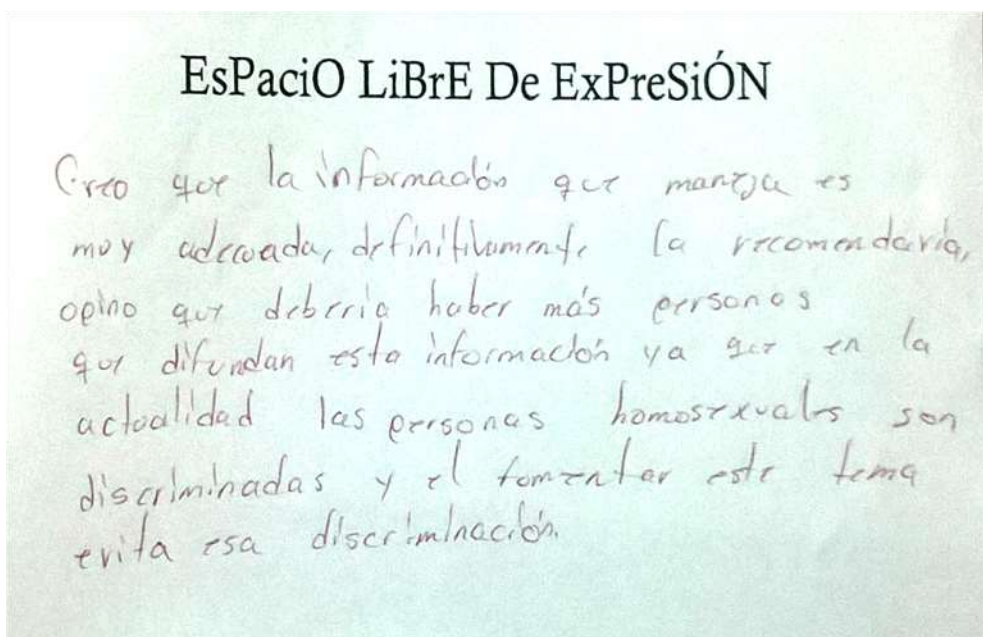 EsPaciO LiBrE De ExPreSiÓN
Creo que la información que maneja es
muy adecuada, definitivamente la recomendaría,
opino que debería haber más personas
que difundan esta información ya que en la
actualidad las personas homosexuales son
discriminadas y el fomentar este tema
evita esa discriminación.